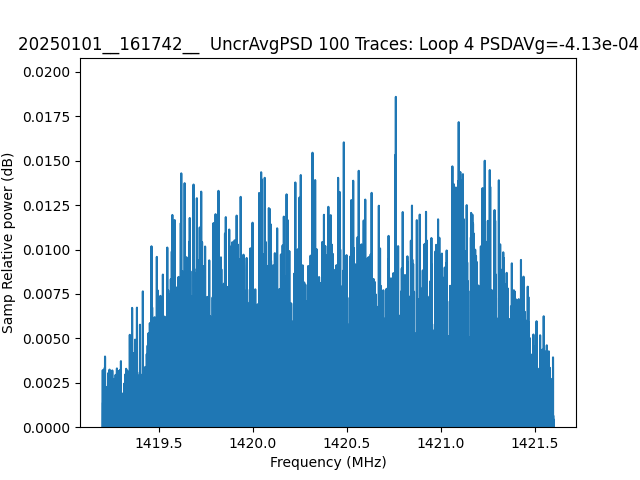 20250101__161742__ UncrAvgPSD 100 Traces: Loop 4 PSDAVg=-4.13e-04
Samp Relative power (dB)
0.0200
0.0175
0.0150
0.0125
0.0100
0.0075
0.0050
0.0025
0.0000
1419.5 1420.0 1420.5 1421.0 1421.5
Frequency (MHz)